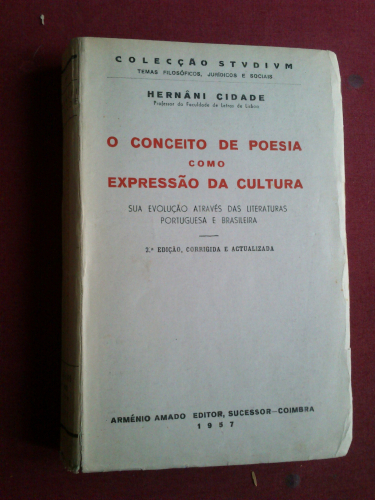 COLECÇÃO STVDIVM
TEMAS FILOSÓFICOS, JURÍDICOS E SOCIAIS
HERNÂNI CIDADE
Professor da Faculdade de Letras de Lisboa
O CONCEITO DE POESIA
COMO
EXPRESSÃO DA CULTURA
SUA EVOLUÇÃO ATRAVÉS DAS LITERATURAS
PORTUGUESA E BRASILEIRA
2.ª EDIÇÃO, CORRIGIDA E ACTUALIZADA
ARMÉNIO AMADO EDITOR, SUCESSOR—COIMBRA
1957